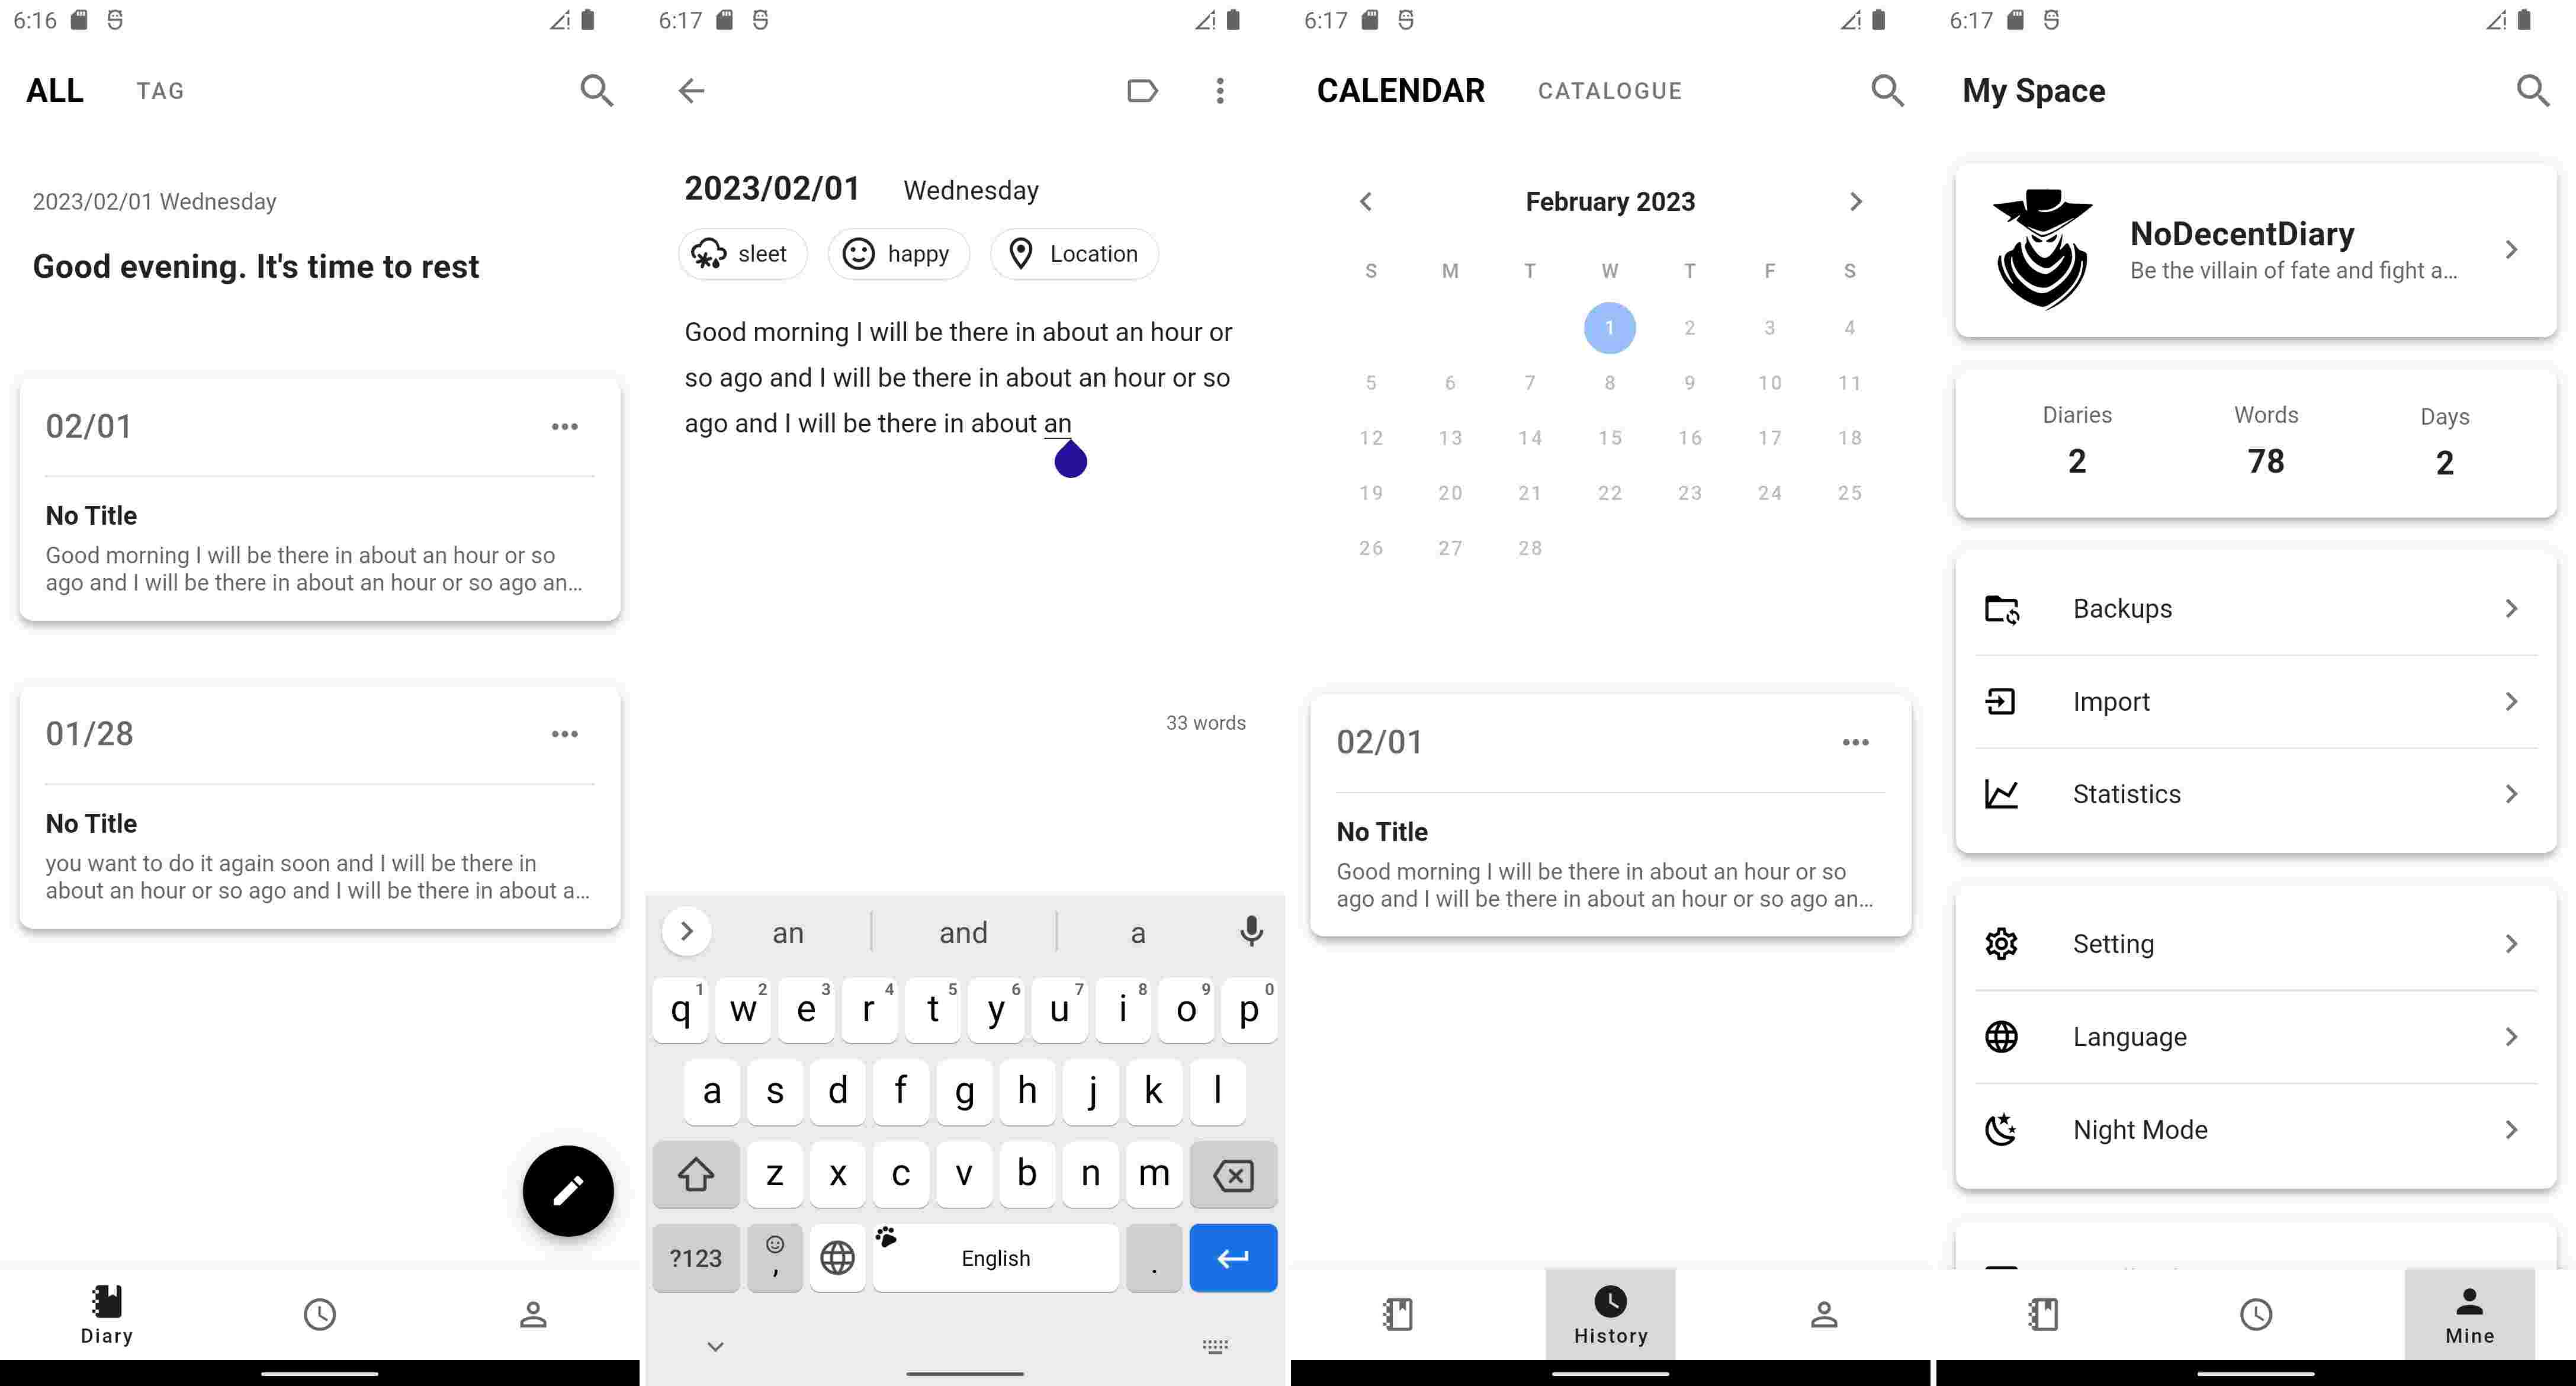 6:16
ALL TAG
2023/02/01 Wednesday
Good evening. It's time to rest
02/01
No Title
Good morning I will be there in about an hour or so
ago and I will be there in about an hour or so ago an...
01/28
No Title
you want to do it again soon and I will be there in
about an hour or so ago and I will be there in about a...
Diary
6:17
2023/02/01 Wednesday
sleet happy Location
Good morning I will be there in about an hour or
so ago and I will be there in about an hour or so
ago and I will be there in about an
33 words
an and a
q1 w2 e3 r4 t5 y6 u7 i8 o9 p0
a s d f g h j k l
z x c v b n m
?123 , English .
6:17
CALENDAR CATALOGUE
February 2023
S M T W T F S
1 2 3 4
5 6 7 8 9 10 11
12 13 14 15 16 17 18
19 20 21 22 23 24 25
26 27 28
02/01
No Title
Good morning I will be there in about an hour or so
ago and I will be there in about an hour or so ago an...
History
6:17
My Space
NoDecentDiary
Be the villain of fate and fight a...
Diaries Words Days
2 78 2
Backups
Import
Statistics
Setting
Language
Night Mode
Mine